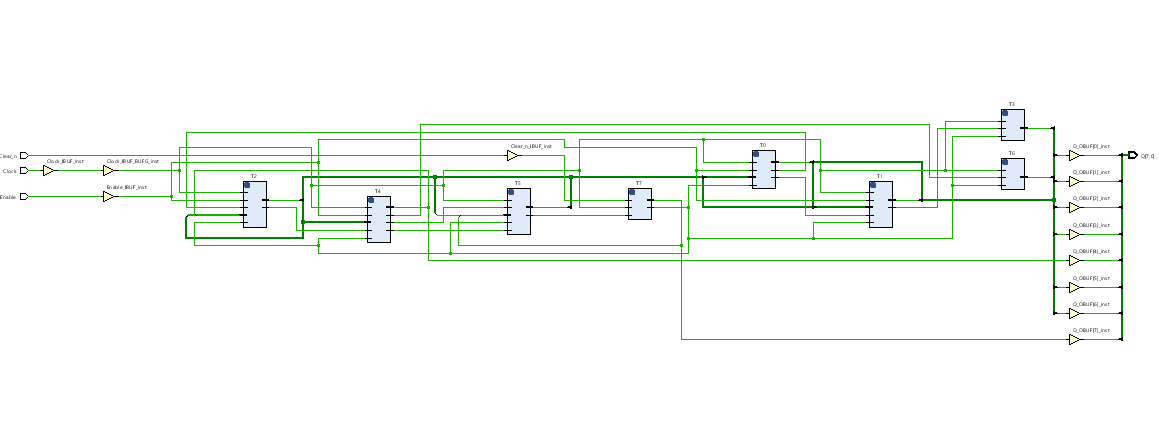 T3
Clear_n
Clear_n_IBUF_inst
T0
Q_OBUF[0]_inst
Q[7:0]
Clock
Clock_IBUF_inst
Clock_IBUF_BUFG_inst
T6
Q_OBUF[1]_inst
Enable
Enable_IBUF_inst
T2
T4
T5
T7
T1
Q_OBUF[2]_inst
Q_OBUF[3]_inst
Q_OBUF[4]_inst
Q_OBUF[5]_inst
Q_OBUF[6]_inst
Q_OBUF[7]_inst